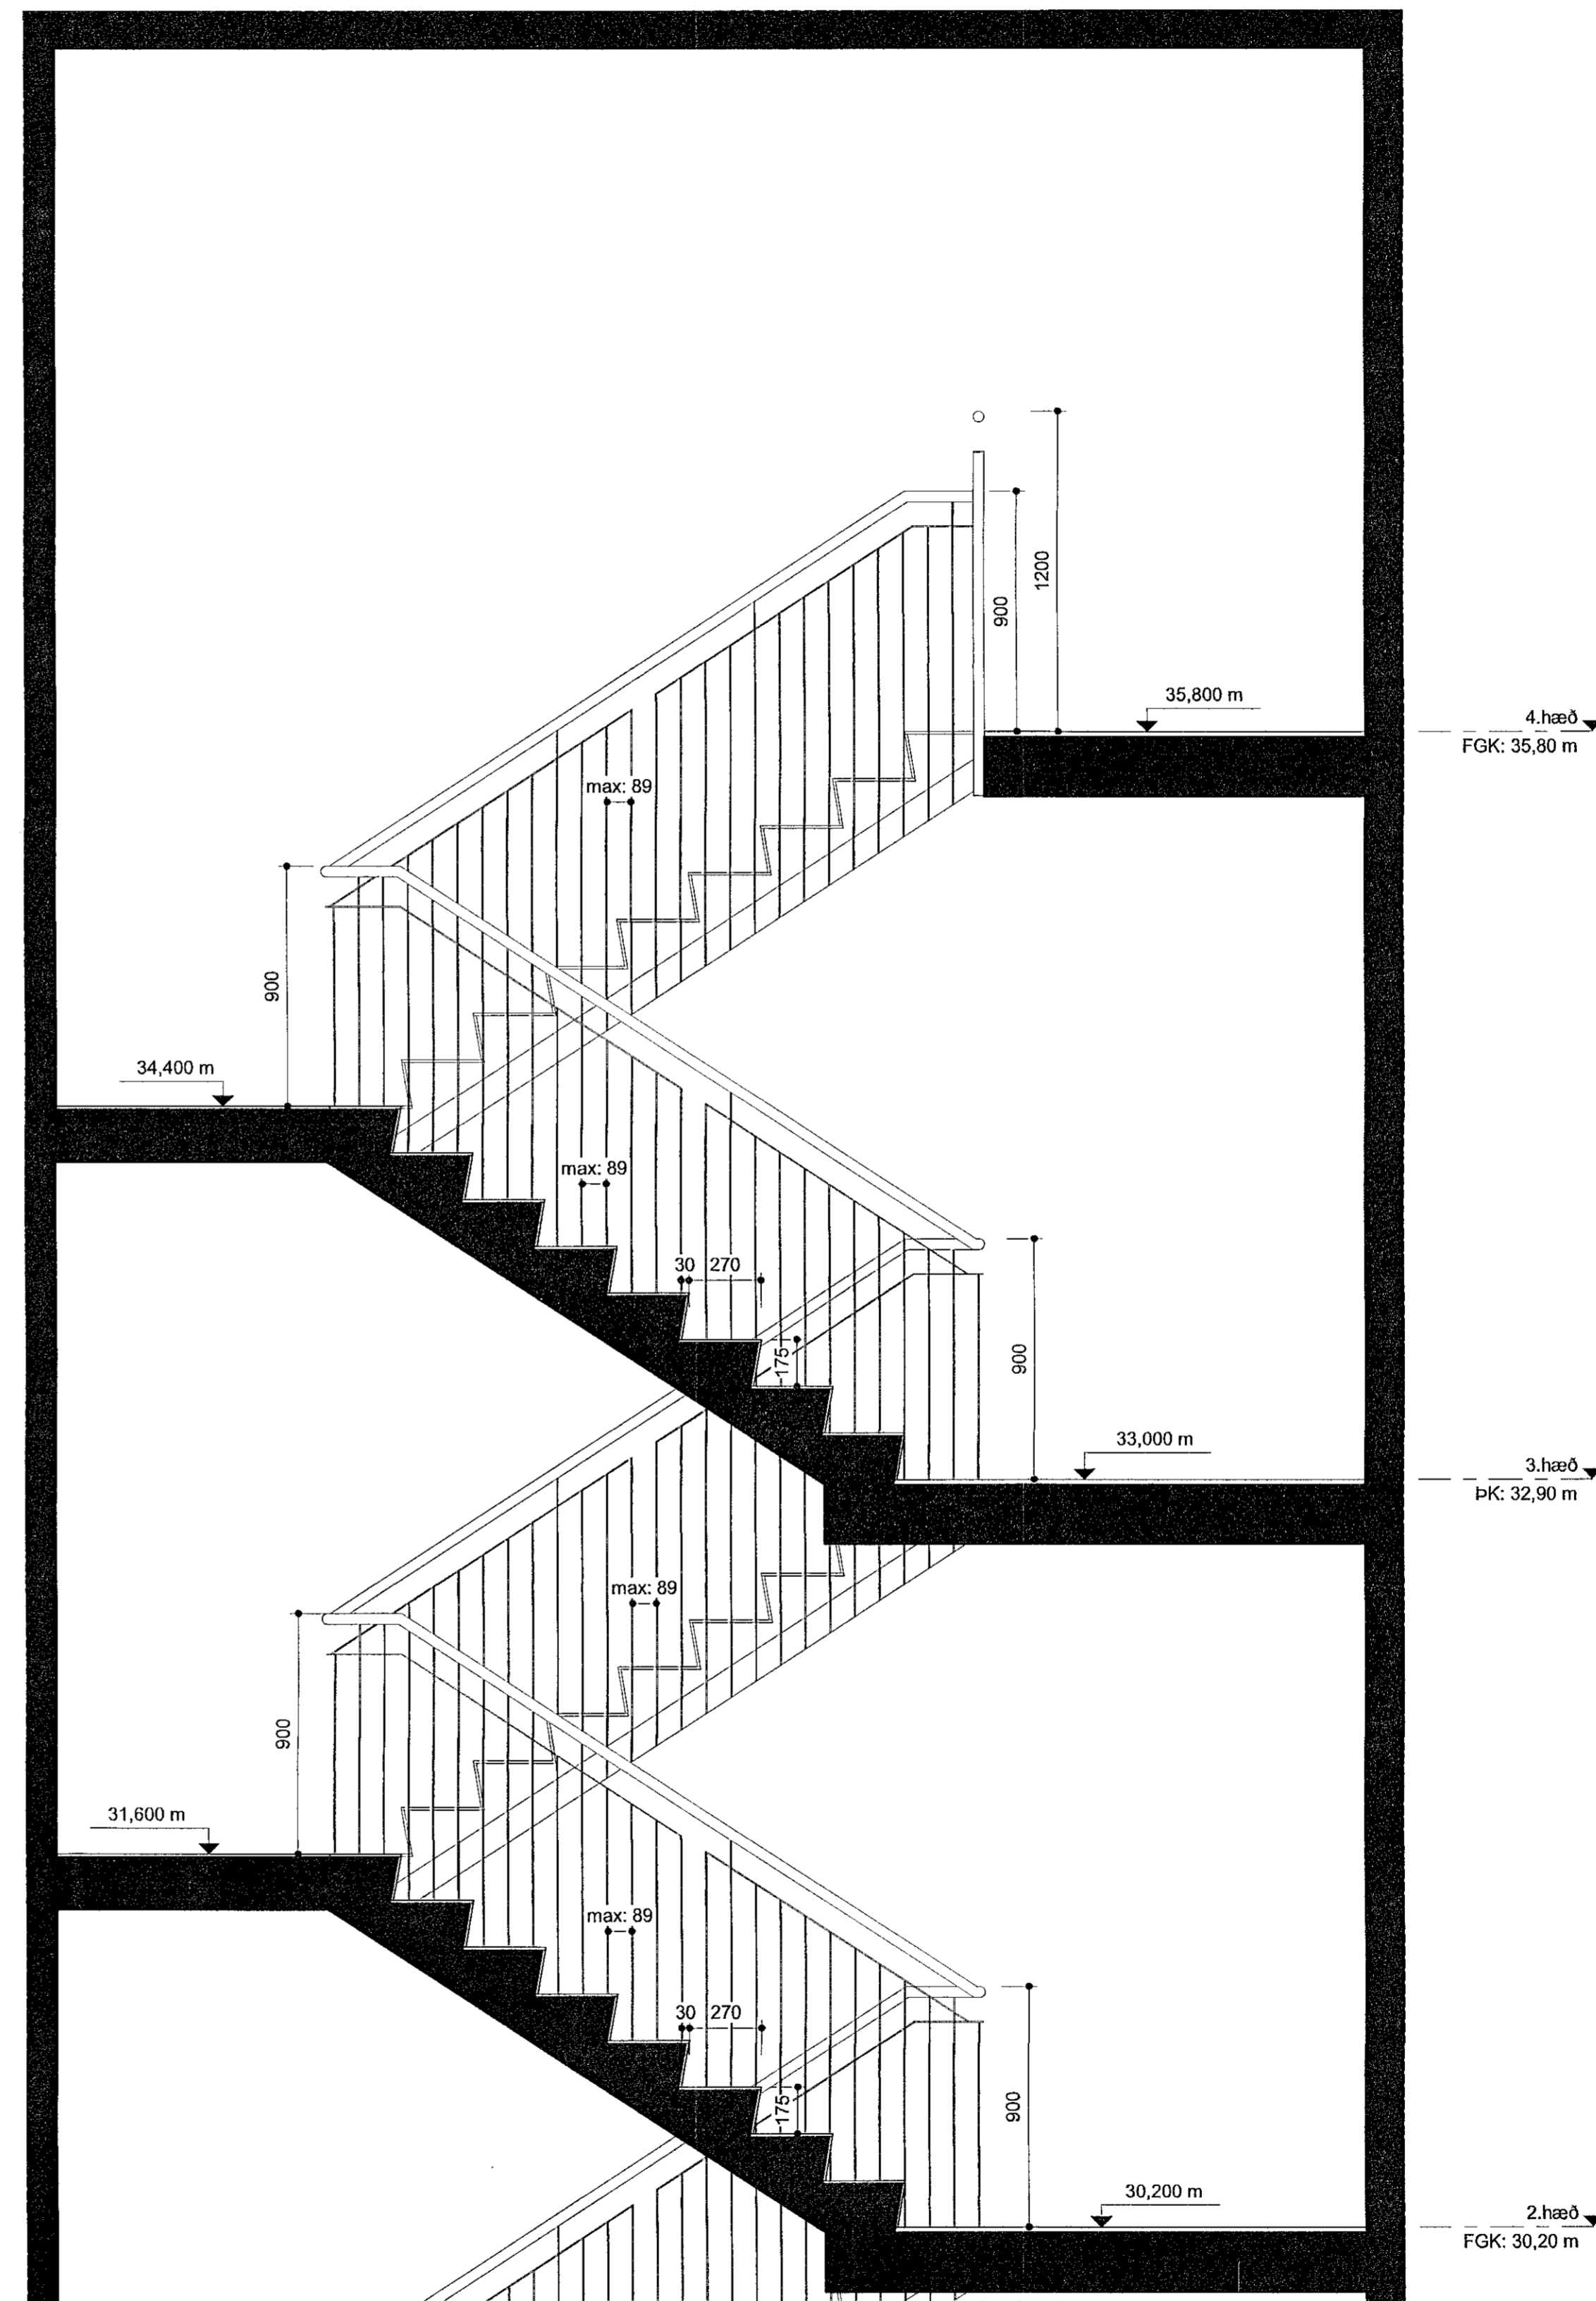 1200
900
35,800 m
4.hæð
FGK: 35,80 m
max: 89
900
34,400 m
max: 89
30 270
175
900
33,000 m
3.hæð
ÞK: 32,90 m
max: 89
900
31,600 m
max: 89
30 270
175
900
30,200 m
2.hæð
FGK: 30,20 m